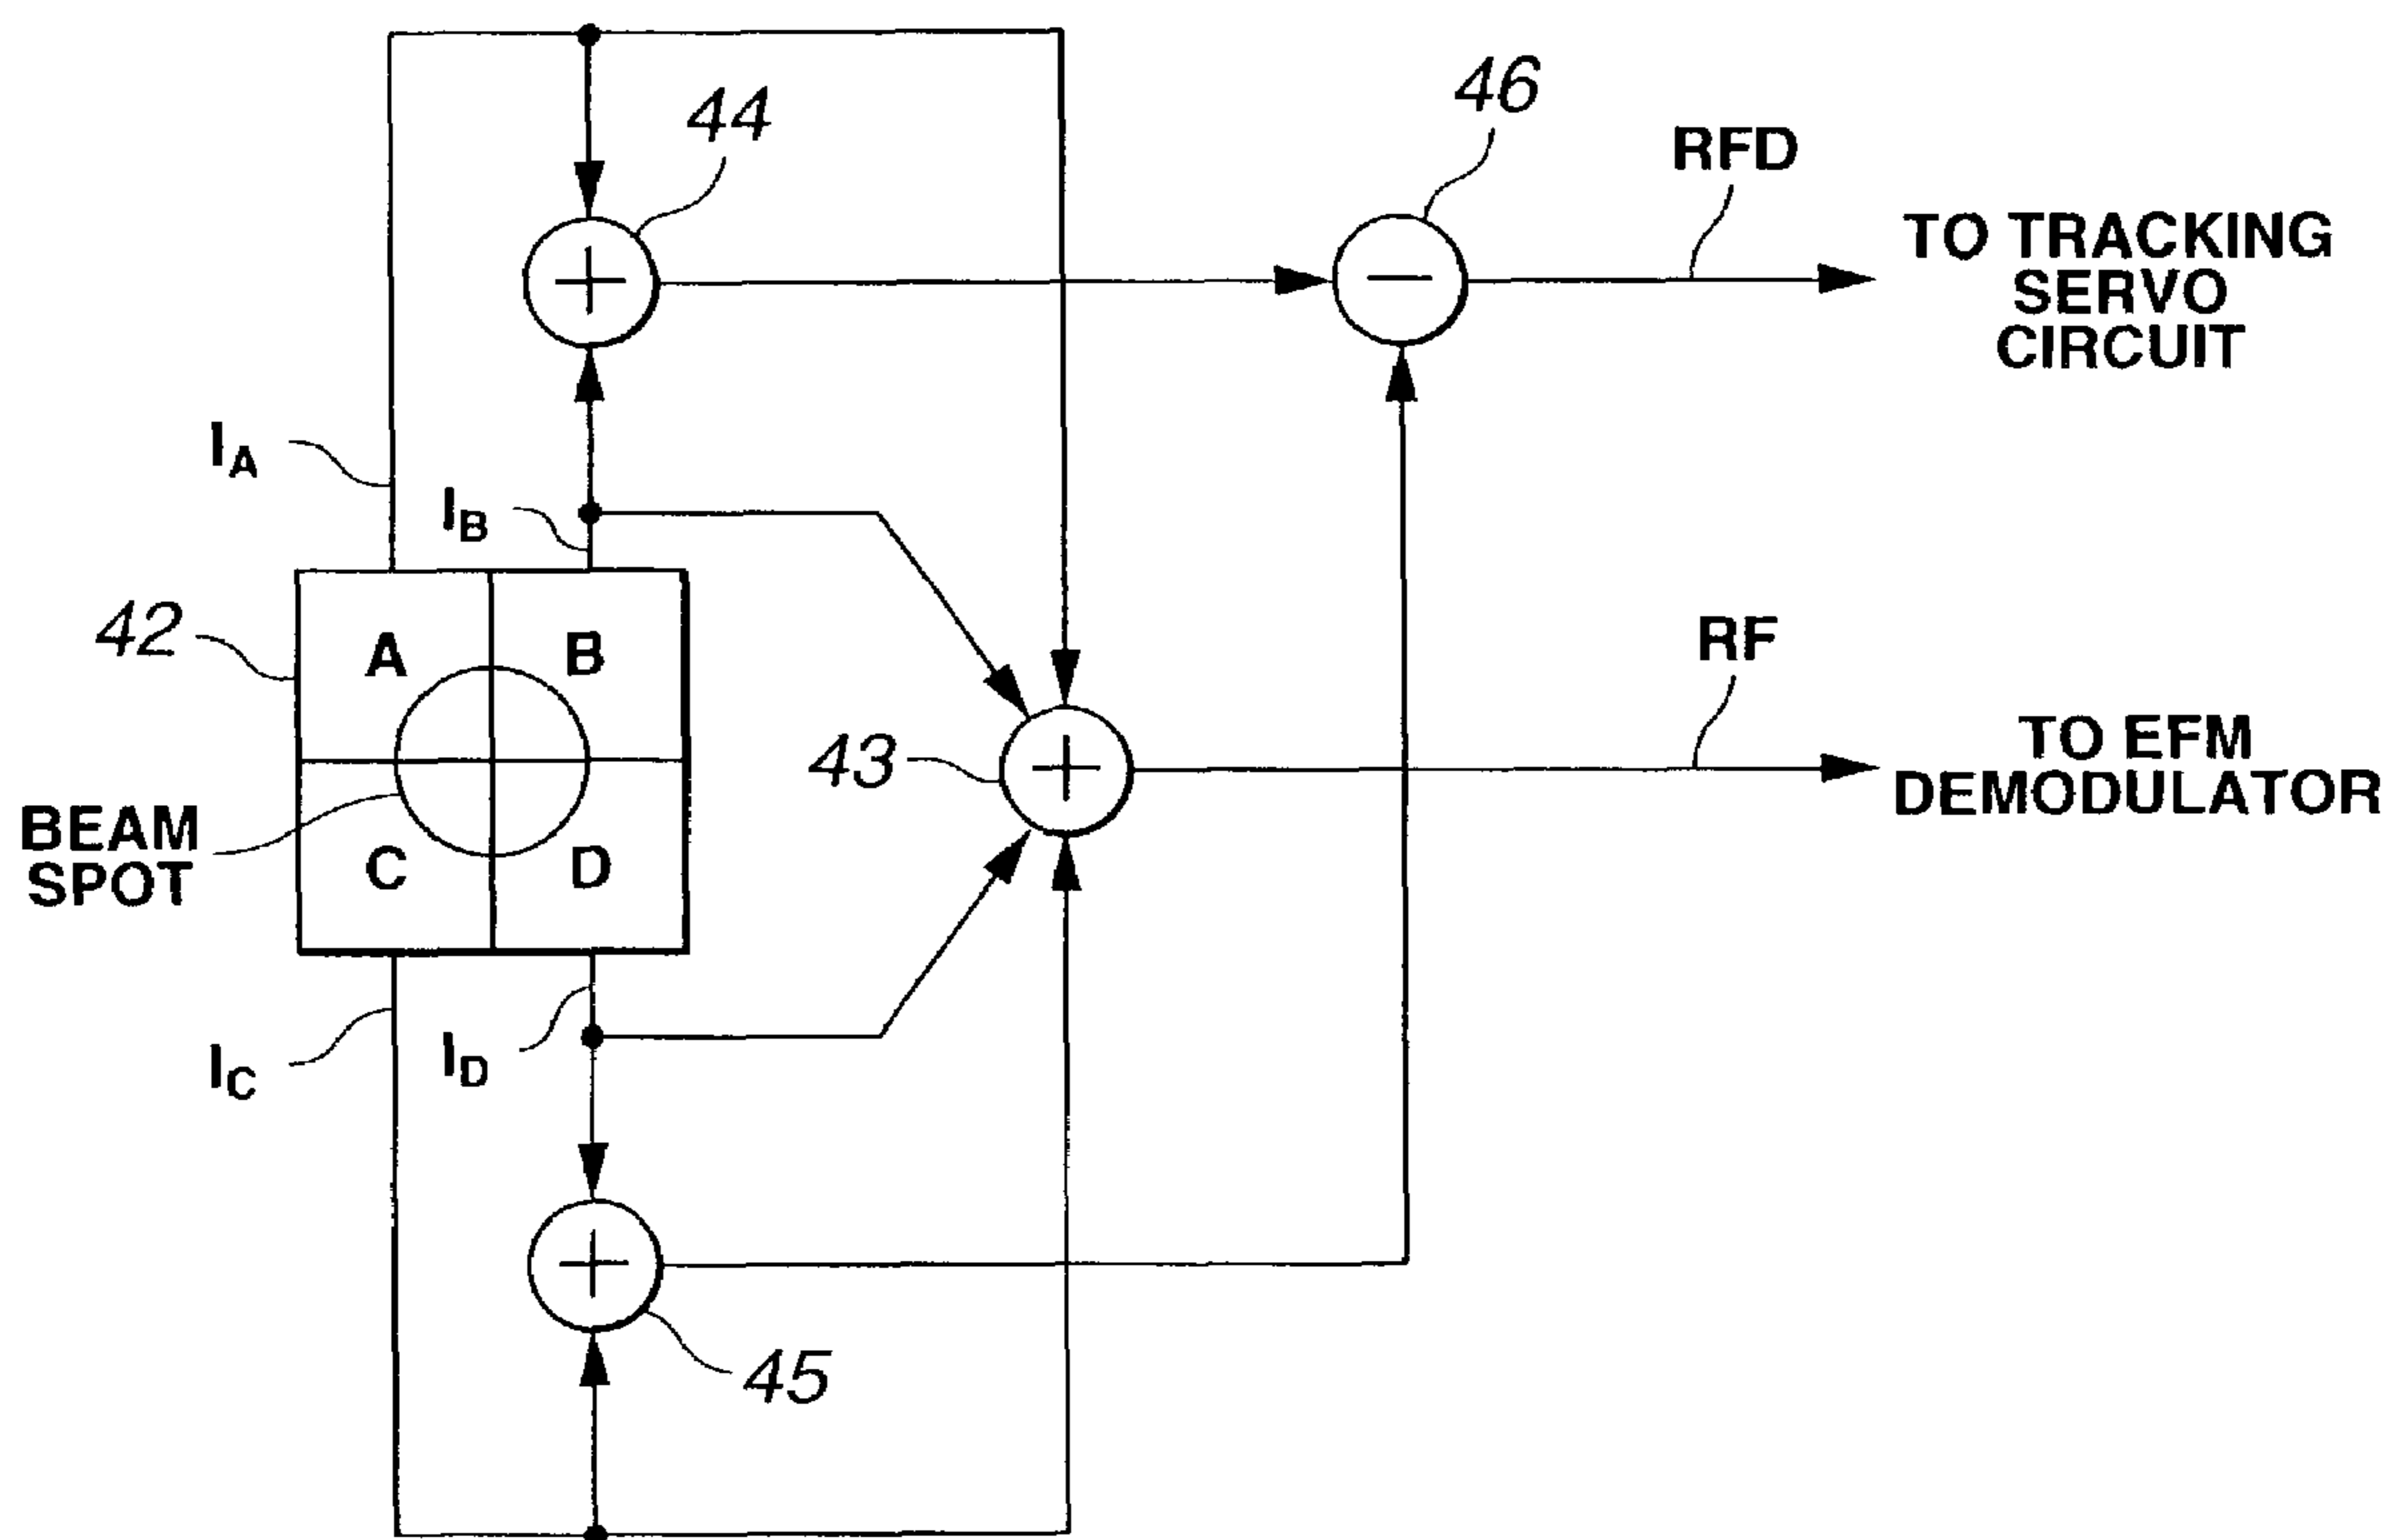 46
44
RFD
TO TRACKING
SERVO
CIRCUIT
+
−
IA
IB
42
A
B
RF
43
+
TO EFM
DEMODULATOR
BEAM
SPOT
C
D
IC
ID
+
45